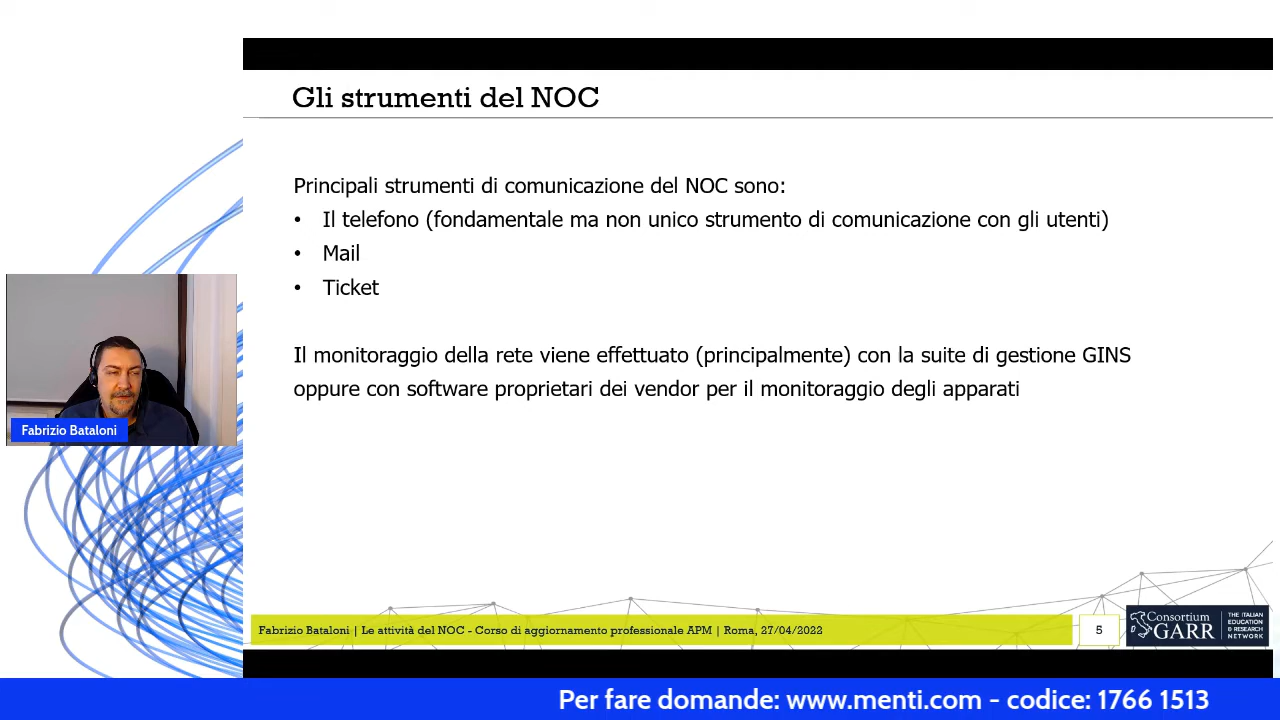 Gli strumenti del NOC
Principali strumenti di comunicazione del NOC sono:
• Il telefono (fondamentale ma non unico strumento di comunicazione con gli utenti)
• Mail
• Ticket
Il monitoraggio della rete viene effettuato (principalmente) con la suite di gestione GINS
oppure con software proprietari dei vendor per il monitoraggio degli apparati
Fabrizio Bataloni
Fabrizio Bataloni | Le attività del NOC - Corso di aggiornamento professionale APM | Roma, 27/04/2022
5
Consortium
GARR
THE ITALIAN
EDUCATION
& RESEARCH
NETWORK
Per fare domande: www.menti.com - codice: 1766 1513